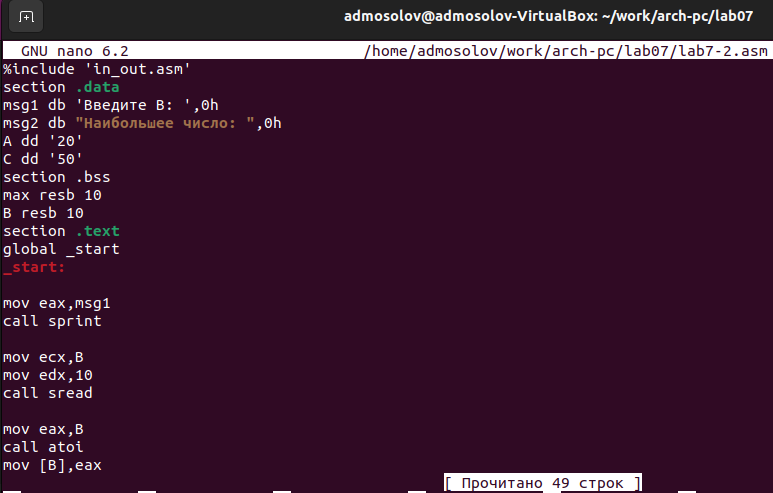 admosolov@admosolov-VirtualBox: ~/work/arch-pc/lab07
GNU nano 6.2 /home/admosolov/work/arch-pc/lab07/lab7-2.asm
%include 'in_out.asm'
section .data
msg1 db 'Введите B: ',0h
msg2 db "Наибольшее число: ",0h
A dd '20'
C dd '50'
section .bss
max resb 10
B resb 10
section .text
global _start
_start:
mov eax,msg1
call sprint
mov ecx,B
mov edx,10
call sread
mov eax,B
call atoi
mov [B],eax
[ Прочитано 49 строк ]